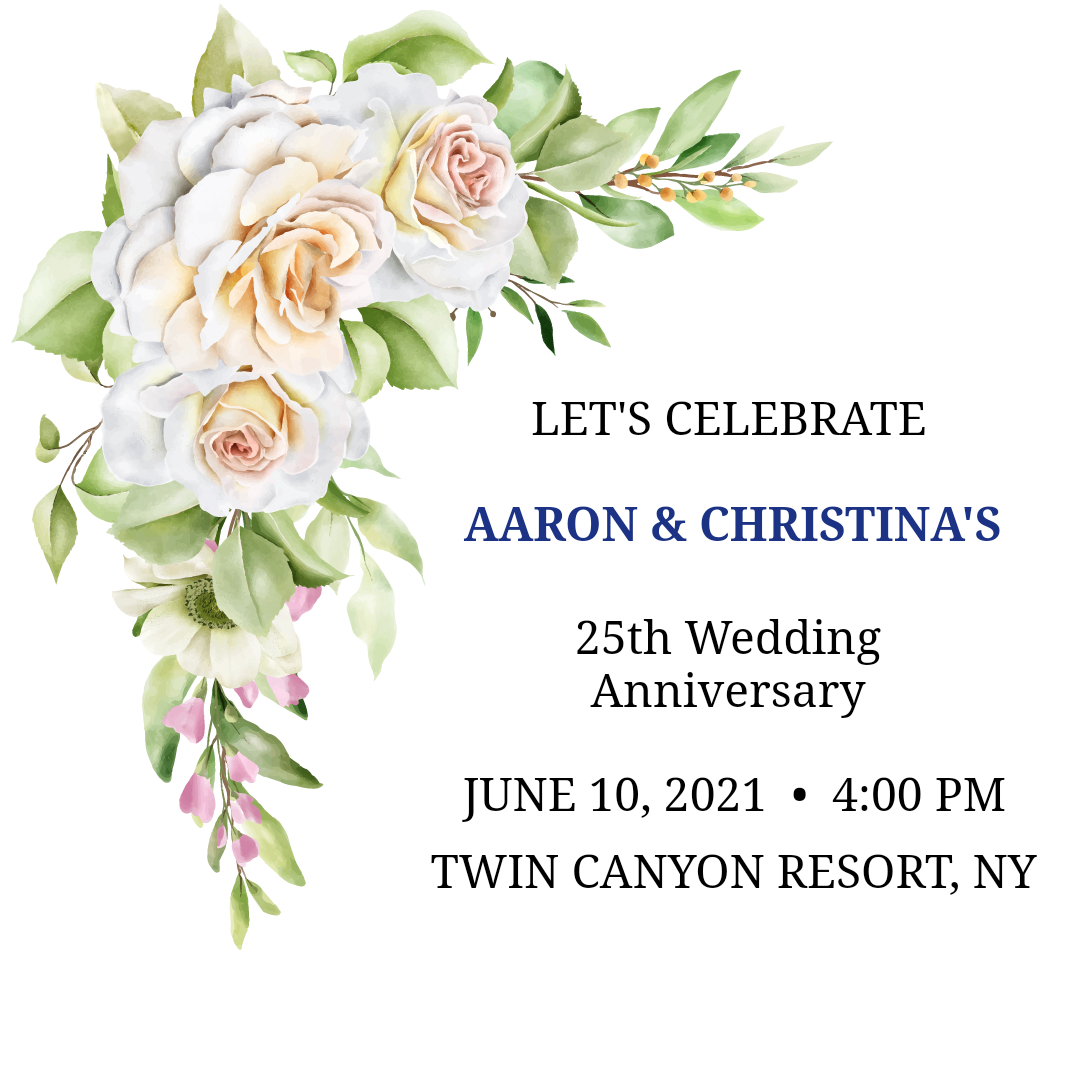 LET'S CELEBRATE
AARON & CHRISTINA'S
25th Wedding
Anniversary
JUNE 10, 2021 • 4:00 PM
TWIN CANYON RESORT, NY